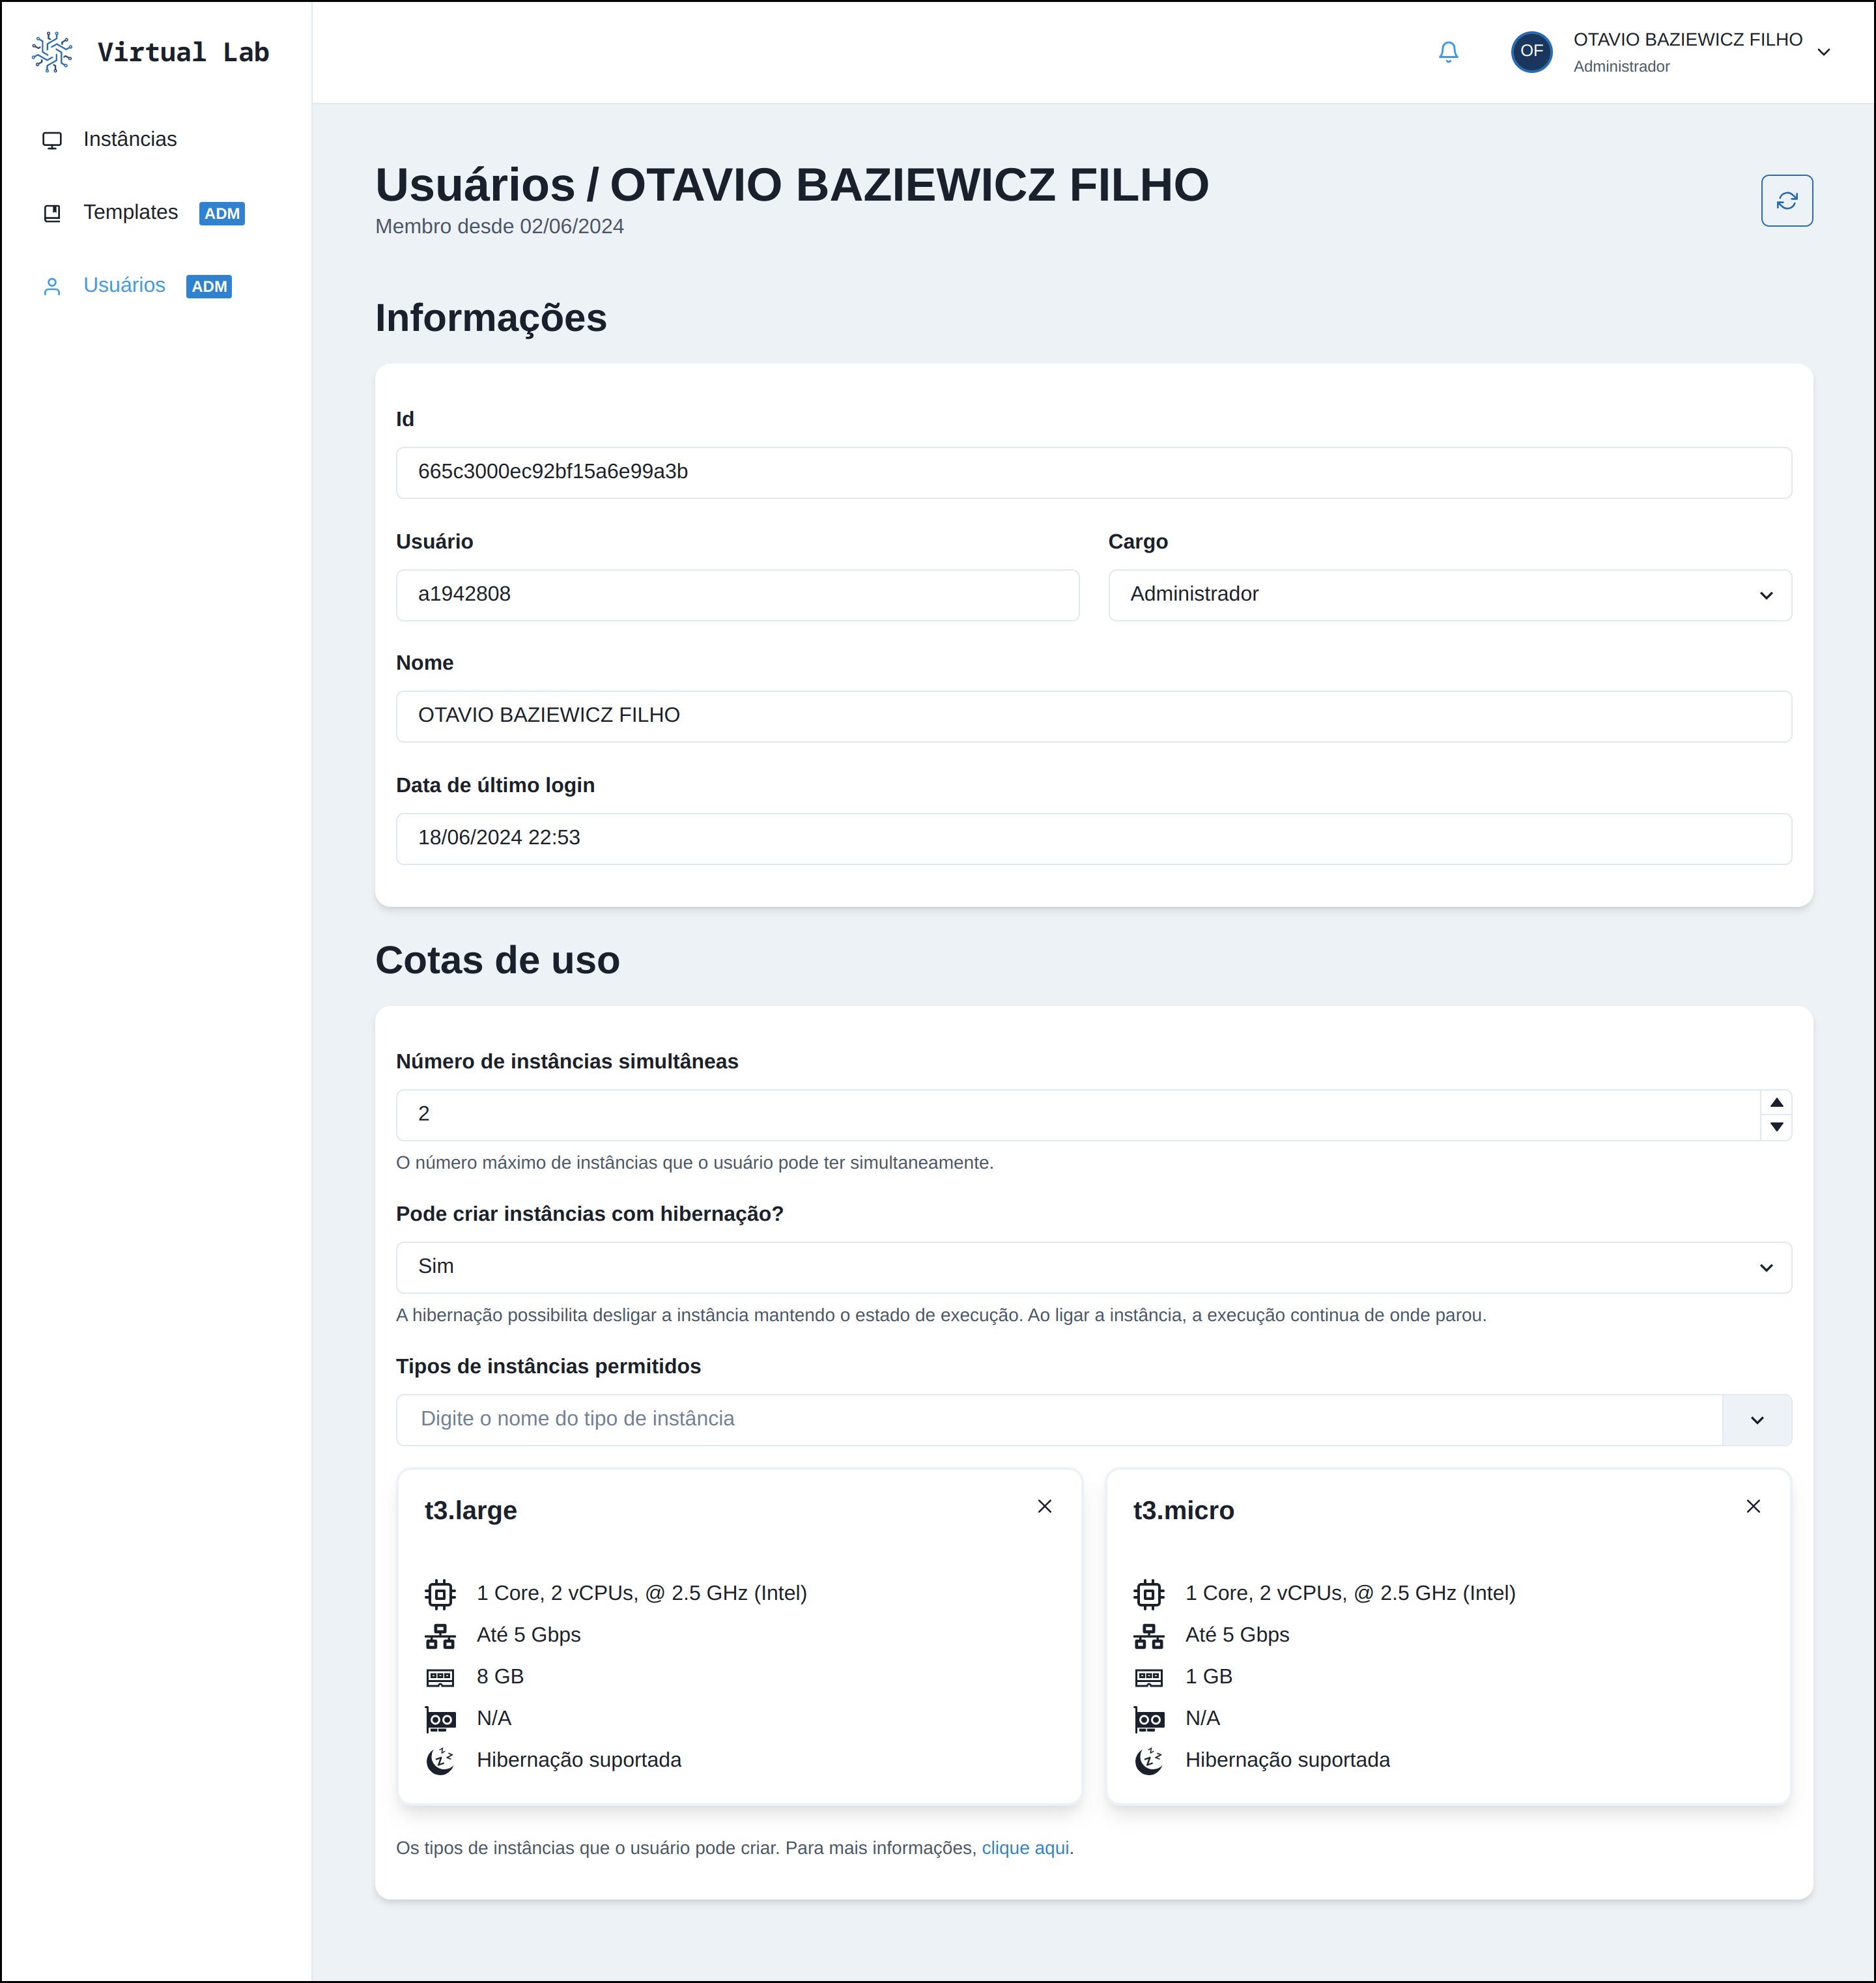 Virtual Lab
OF
OTAVIO BAZIEWICZ FILHO
Administrador
Instâncias
Templates ADM
Usuários ADM
Usuários / OTAVIO BAZIEWICZ FILHO
Membro desde 02/06/2024
Informações
Id
665c3000ec92bf15a6e99a3b
Usuário
a1942808
Cargo
Administrador
Nome
OTAVIO BAZIEWICZ FILHO
Data de último login
18/06/2024 22:53
Cotas de uso
Número de instâncias simultâneas
2
O número máximo de instâncias que o usuário pode ter simultaneamente.
Pode criar instâncias com hibernação?
Sim
A hibernação possibilita desligar a instância mantendo o estado de execução. Ao ligar a instância, a execução continua de onde parou.
Tipos de instâncias permitidos
Digite o nome do tipo de instância
t3.large
1 Core, 2 vCPUs, @ 2.5 GHz (Intel)
Até 5 Gbps
8 GB
N/A
Hibernação suportada
t3.micro
1 Core, 2 vCPUs, @ 2.5 GHz (Intel)
Até 5 Gbps
1 GB
N/A
Hibernação suportada
Os tipos de instâncias que o usuário pode criar. Para mais informações, clique aqui.